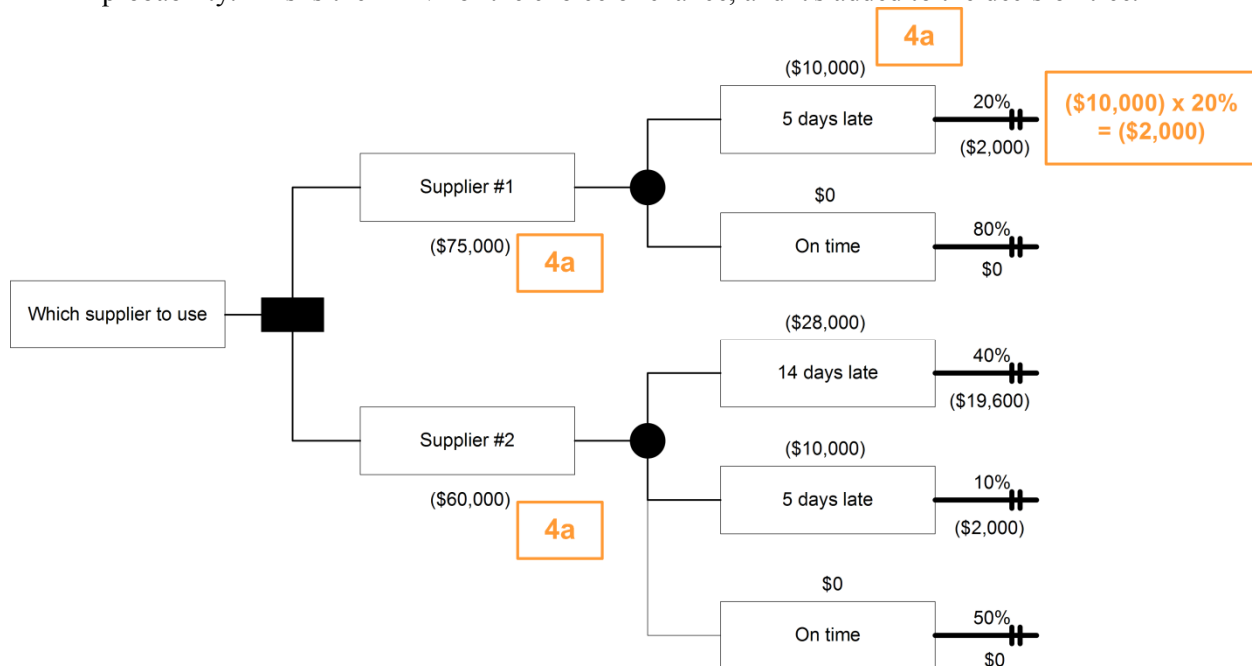 4a
($10,000)
5 days late
20%
($2,000)
($10,000) x 20%
= ($2,000)
Supplier #1
($75,000)
4a
$0
On time
80%
$0
Which supplier to use
($28,000)
14 days late
40%
($19,600)
Supplier #2
($60,000)
4a
($10,000)
5 days late
10%
($2,000)
$0
On time
50%
$0